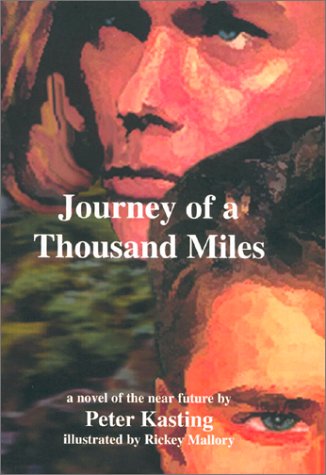 Journey of a
Thousand Miles
a novel of the near future by
Peter Kasting
illustrated by Rickey Mallory